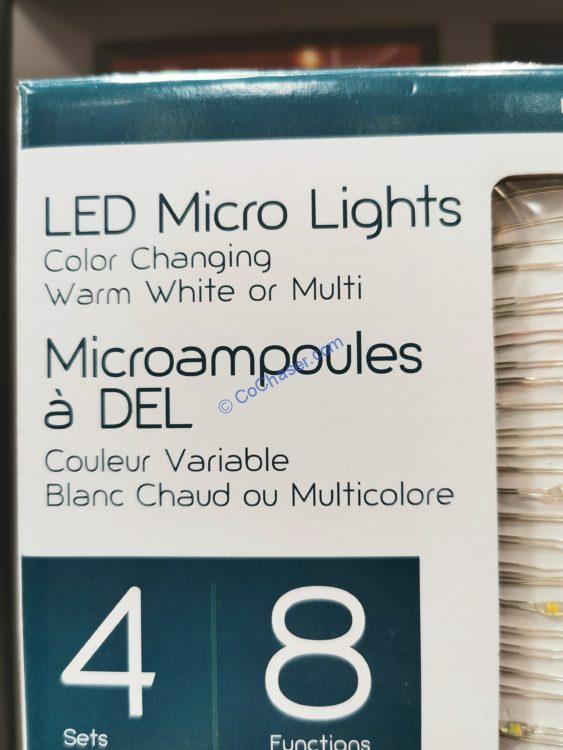 LED Micro Lights
Color Changing
Warm White or Multi
Microampoules
à DEL
© CoChaser.com
Couleur Variable
Blanc Chaud ou Multicolore
4 8
Sets Functions